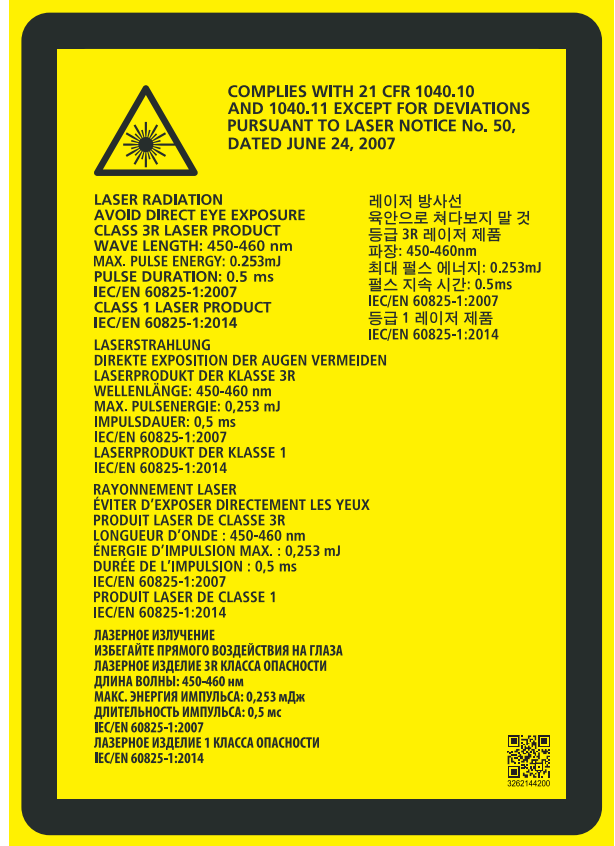 COMPLIES WITH 21 CFR 1040.10
AND 1040.11 EXCEPT FOR DEVIATIONS
PURSUANT TO LASER NOTICE No. 50,
DATED JUNE 24, 2007
LASER RADIATION
AVOID DIRECT EYE EXPOSURE
CLASS 3R LASER PRODUCT
WAVE LENGTH: 450-460 nm
MAX. PULSE ENERGY: 0.253mJ
PULSE DURATION: 0.5 ms
IEC/EN 60825-1:2007
CLASS 1 LASER PRODUCT
IEC/EN 60825-1:2014
레이저 방사선
육안으로 쳐다보지 말 것
등급 3R 레이저 제품
파장: 450-460nm
최대 펄스 에너지: 0.253mJ
펄스 지속 시간: 0.5ms
IEC/EN 60825-1:2007
등급 1 레이저 제품
IEC/EN 60825-1:2014
LASERSTRAHLUNG
DIREKTE EXPOSITION DER AUGEN VERMEIDEN
LASERPRODUKT DER KLASSE 3R
WELLENLÄNGE: 450-460 nm
MAX. PULSENERGIE: 0,253 mJ
IMPULSDAUER: 0,5 ms
IEC/EN 60825-1:2007
LASERPRODUKT DER KLASSE 1
IEC/EN 60825-1:2014
RAYONNEMENT LASER
ÉVITER D'EXPOSER DIRECTEMENT LES YEUX
PRODUIT LASER DE CLASSE 3R
LONGUEUR D'ONDE : 450-460 nm
ÉNERGIE D'IMPULSION MAX. : 0,253 mJ
DURÉE DE L'IMPULSION : 0,5 ms
IEC/EN 60825-1:2007
PRODUIT LASER DE CLASSE 1
IEC/EN 60825-1:2014
ЛАЗЕРНОЕ ИЗЛУЧЕНИЕ
ИЗБЕГАЙТЕ ПРЯМОГО ВОЗДЕЙСТВИЯ НА ГЛАЗА
ЛАЗЕРНОЕ ИЗДЕЛИЕ 3R КЛАССА ОПАСНОСТИ
ДЛИНА ВОЛНЫ: 450-460 нм
МАКС. ЭНЕРГИЯ ИМПУЛЬСА: 0,253 мДж
ДЛИТЕЛЬНОСТЬ ИМПУЛЬСА: 0,5 мс
IEC/EN 60825-1:2007
ЛАЗЕРНОЕ ИЗДЕЛИЕ 1 КЛАССА ОПАСНОСТИ
IEC/EN 60825-1:2014
3262144200